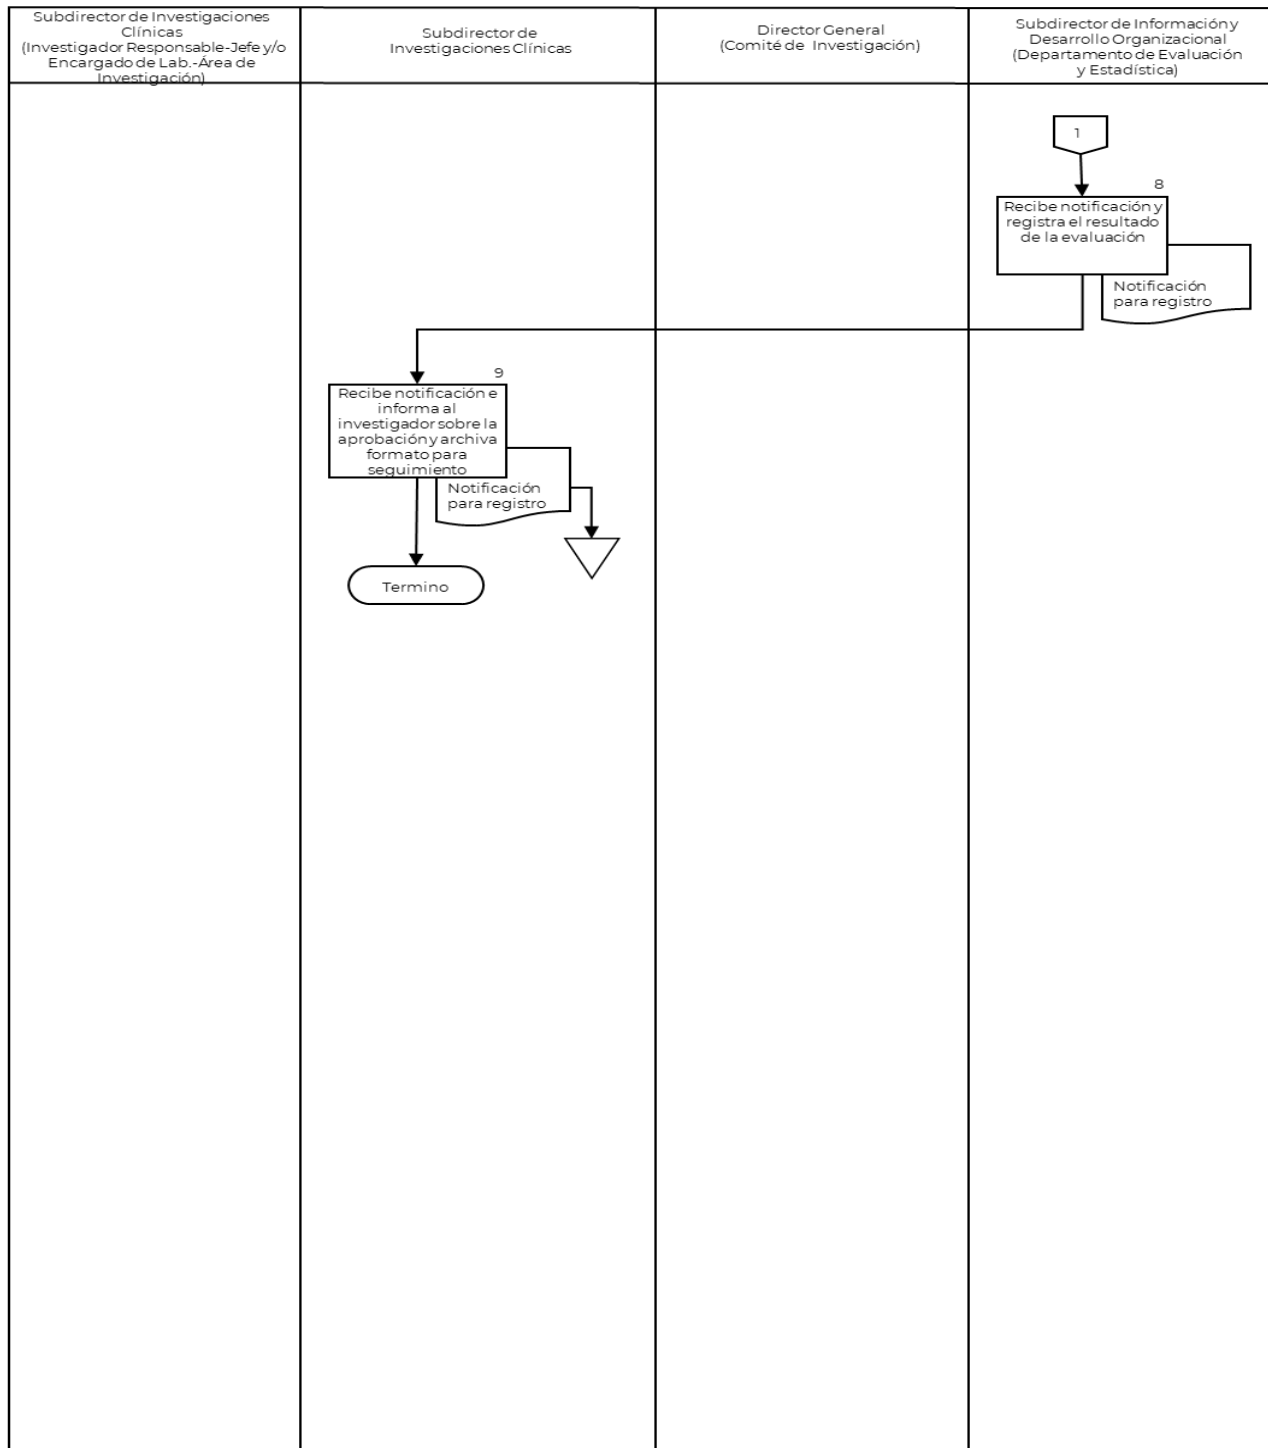 Subdirector de Investigaciones
Clínicas
(Investigador Responsable-Jefe y/o
Encargado de Lab.-Área de
Investigación)
Subdirector de
Investigaciones Clínicas
Director General
(Comité de Investigación)
Subdirector de Información y
Desarrollo Organizacional
(Departamento de Evaluación
y Estadística)
1
8
Recibe notificación y
registra el resultado
de la evaluación
Notificación
para registro
9
Recibe notificación e
informa al
investigador sobre la
aprobación y archiva
formato para
seguimiento
Notificación
para registro
Termino